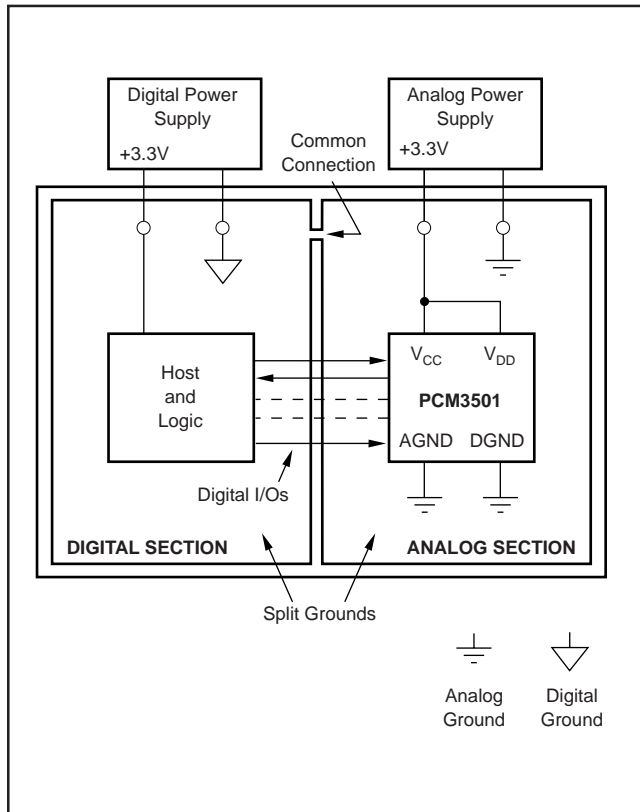 Digital Power
Supply
+3.3V
Analog Power
Supply
+3.3V
Common
Connection
Host
and
Logic
VCC VDD
PCM3501
AGND DGND
Digital I/Os
DIGITAL SECTION
ANALOG SECTION
Split Grounds
Analog
Ground
Digital
Ground